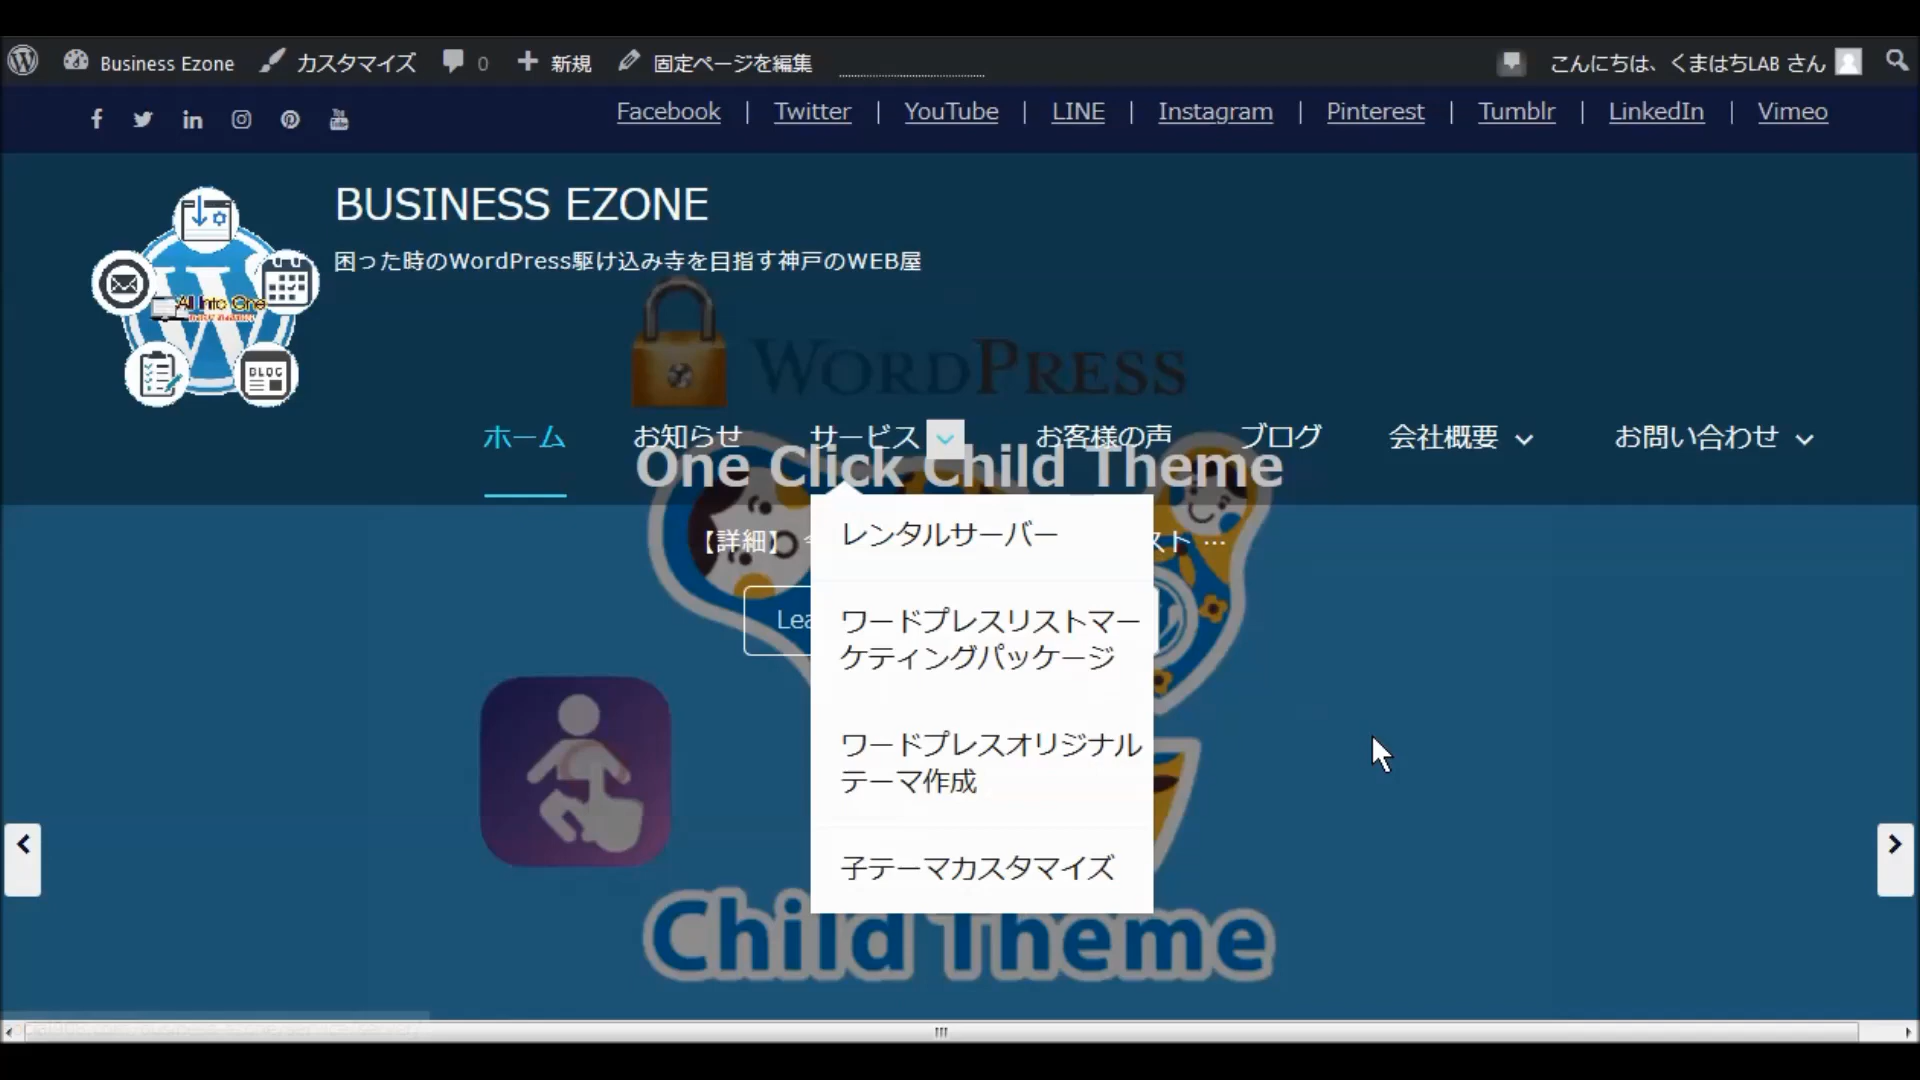 Business Ezone カスタマイズ 0 新規 固定ページを編集 こんにちは、くまはちLAB さん
Facebook | Twitter | YouTube | LINE | Instagram | Pinterest | Tumblr | LinkedIn | Vimeo
BUSINESS EZONE
困った時のWordPress駆け込み寺を目指す神戸のWEB屋
All Into One
BLOG
WORDPRESS
ホーム お知らせ サービス お客様の声 ブログ 会社概要 お問い合わせ
One Click Child Theme
【詳細】
スト …
レンタルサーバー
Lea
ワードプレスリストマー
ケティングパッケージ
ワードプレスオリジナル
テーマ作成
子テーマカスタマイズ
Child Theme